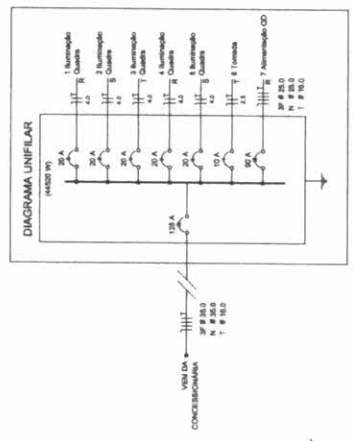 DIAGRAMA UNIFILAR
(44520 W)
20 A
4.0
R
1 Iluminação
Quadra
20 A
4.0
S
2 Iluminação
Quadra
20 A
4.0
T
3 Iluminação
Quadra
20 A
4.0
R
4 Iluminação
Quadra
20 A
4.0
S
5 Iluminação
Quadra
10 A
2.5
T
6 Tomada
90 A
R
7 Alimentação QD
3F # 25.0
N # 25.0
T # 16.0
125 A
3F # 35.0
N # 35.0
T # 16.0
VEM DA
CONCESSIONÁRIA